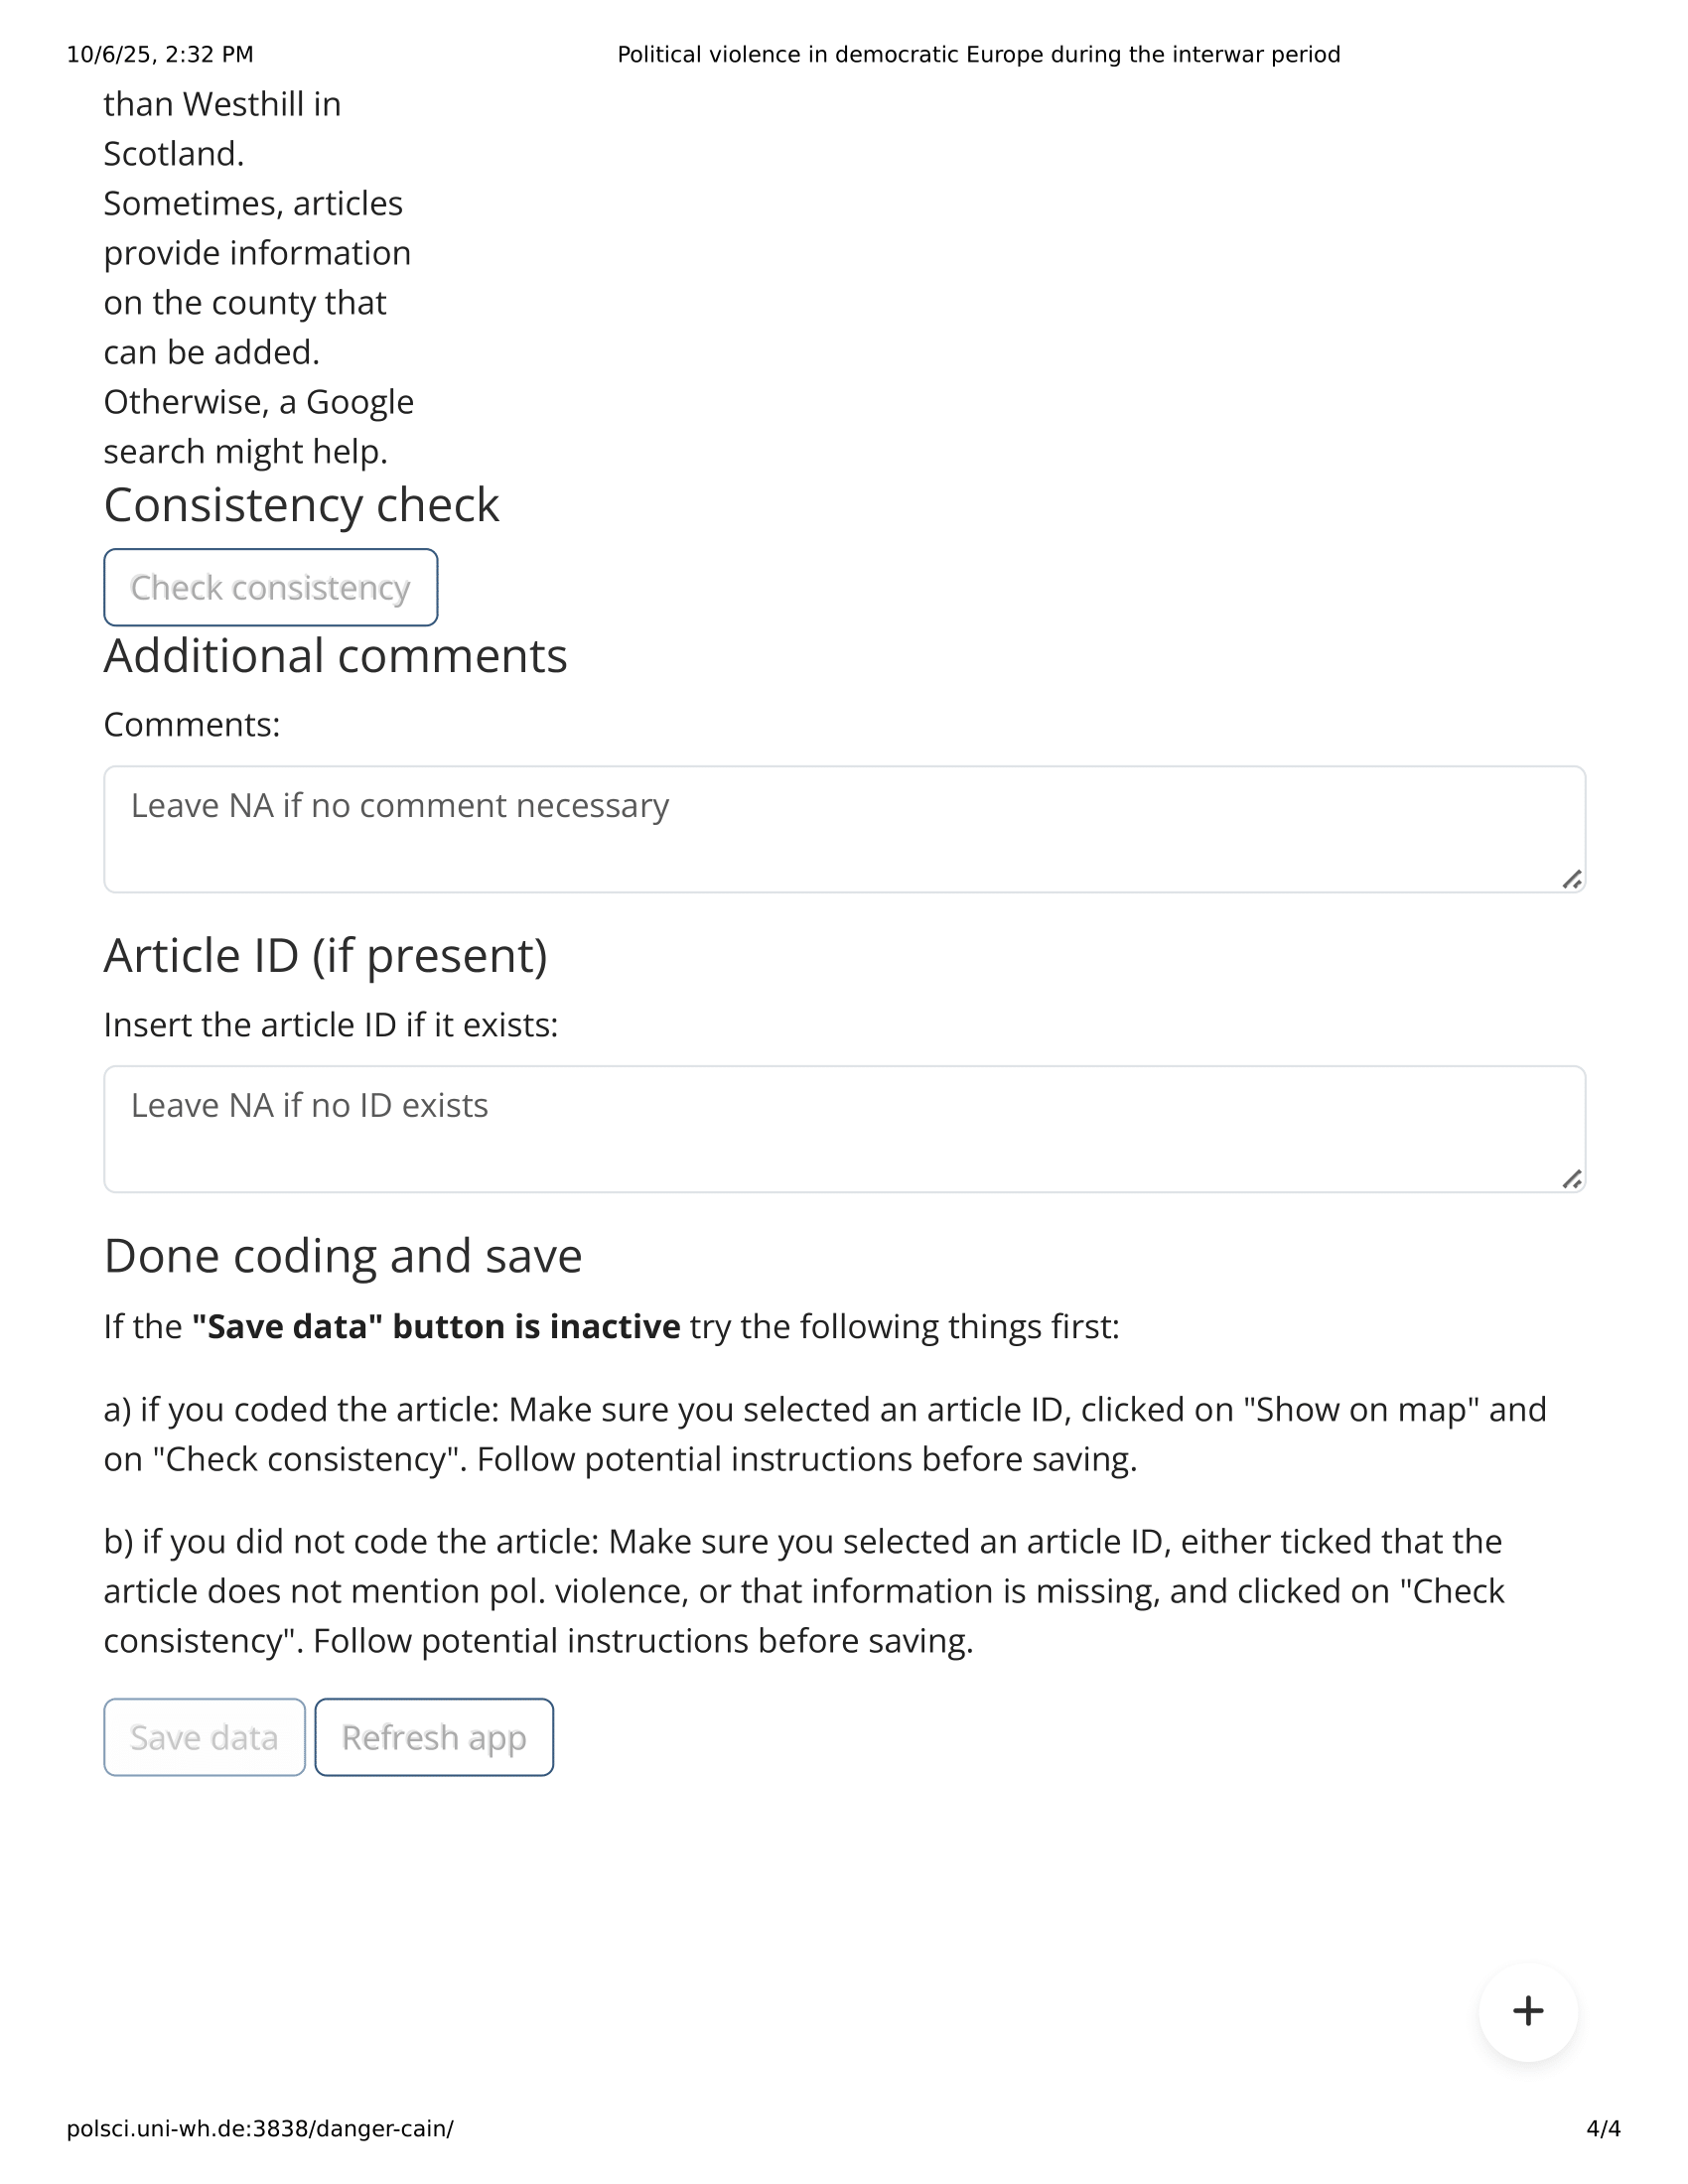 10/6/25, 2:32 PM
Political violence in democratic Europe during the interwar period
than Westhill in
Scotland.
Sometimes, articles
provide information
on the county that
can be added.
Otherwise, a Google
search might help.
Consistency check
Check consistency
Additional comments
Comments:
Leave NA if no comment necessary
Article ID (if present)
Insert the article ID if it exists:
Leave NA if no ID exists
Done coding and save
If the "Save data" button is inactive try the following things first:
a) if you coded the article: Make sure you selected an article ID, clicked on "Show on map" and
on "Check consistency". Follow potential instructions before saving.
b) if you did not code the article: Make sure you selected an article ID, either ticked that the
article does not mention pol. violence, or that information is missing, and clicked on "Check
consistency". Follow potential instructions before saving.
Save data
Refresh app
+
polsci.uni-wh.de:3838/danger-cain/
4/4